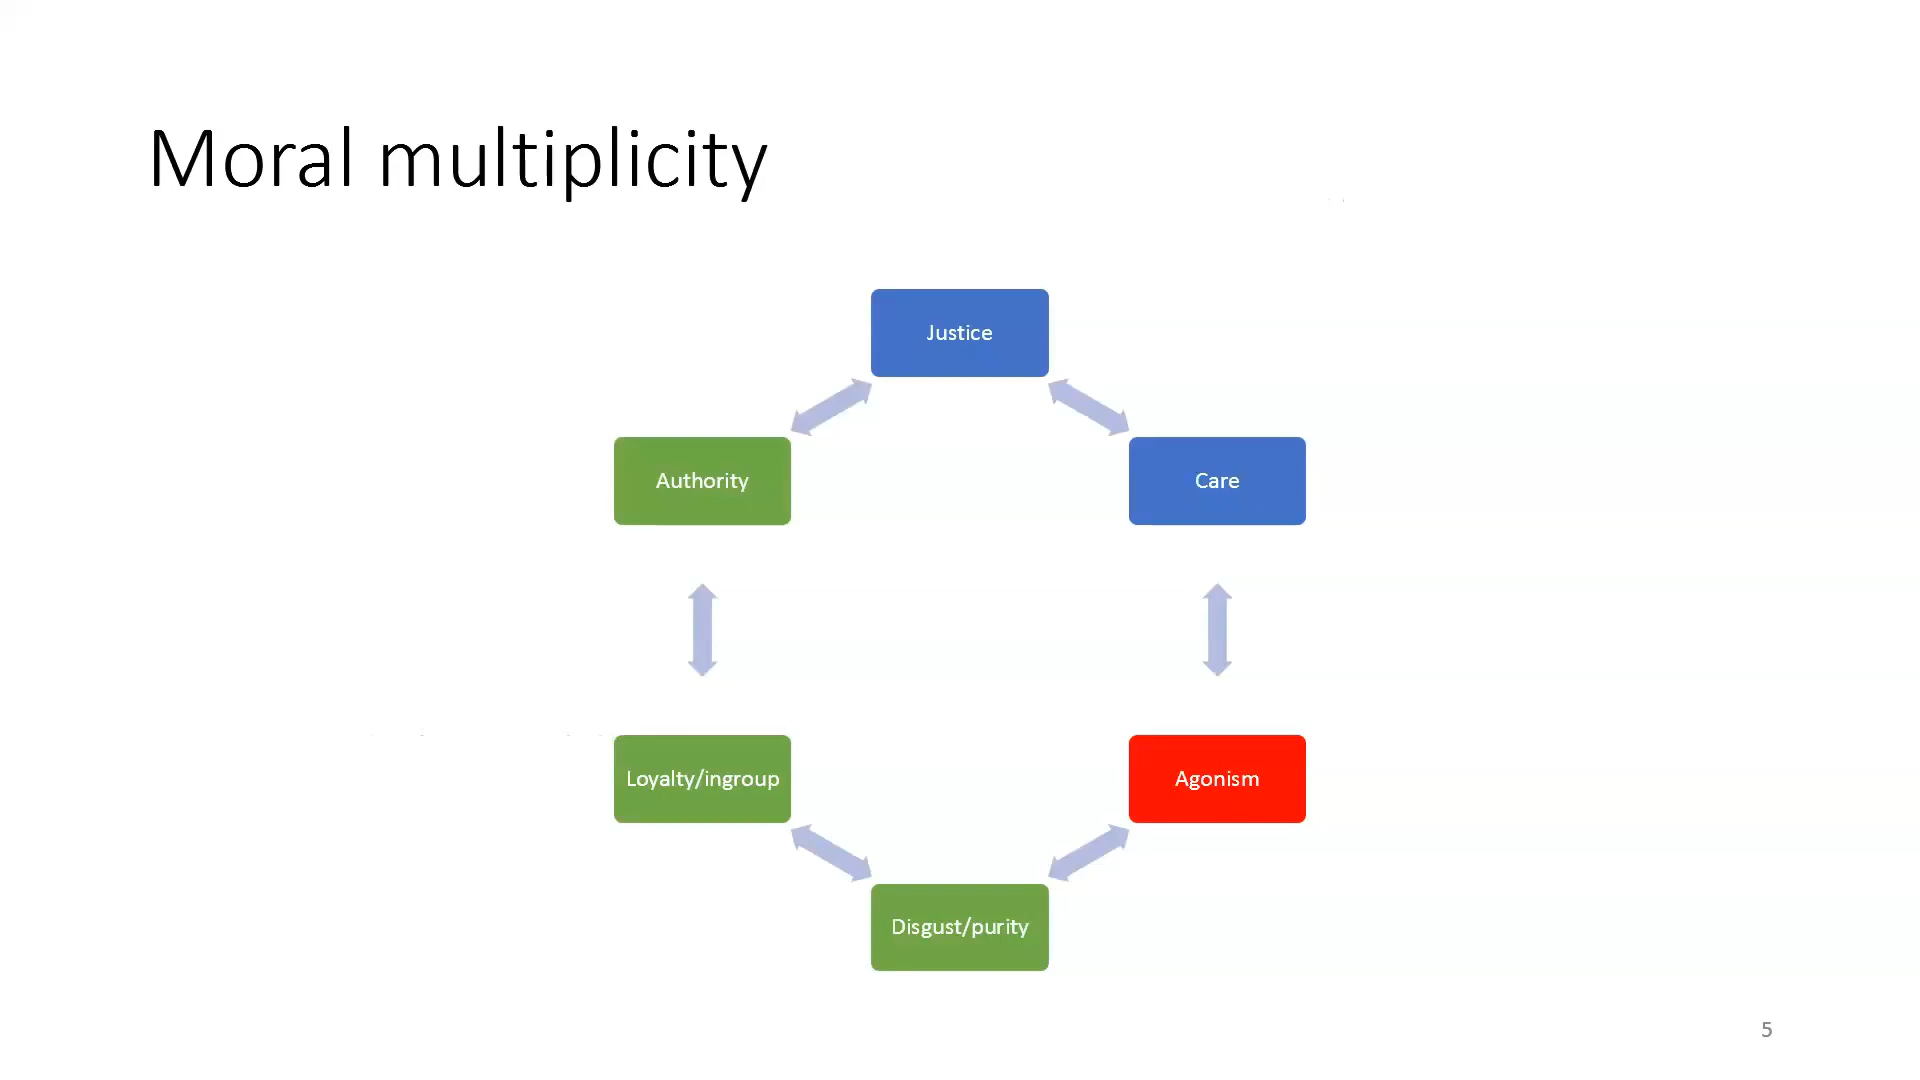 Moral multiplicity
Justice
Authority
Care
Loyalty/ingroup
Agonism
Disgust/purity
5